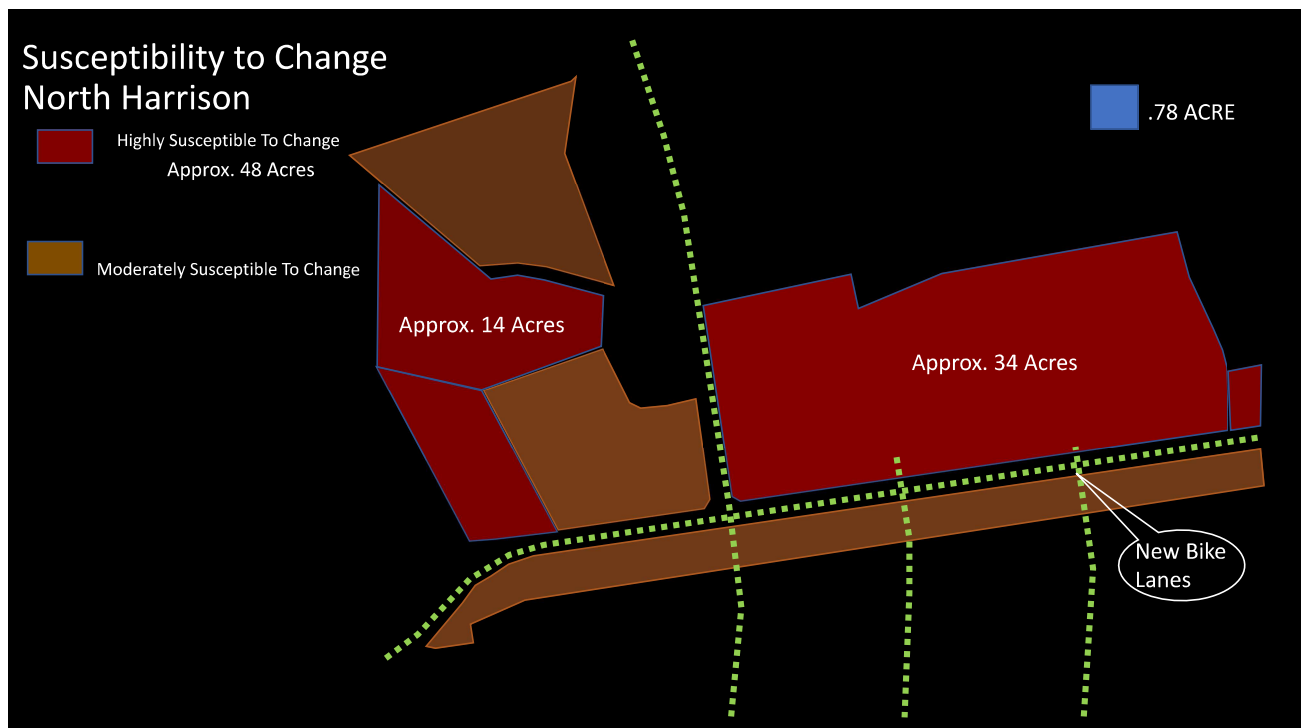 Susceptibility to Change
North Harrison
Highly Susceptible To Change
Approx. 48 Acres
Moderately Susceptible To Change
.78 ACRE
Approx. 14 Acres
Approx. 34 Acres
New Bike
Lanes